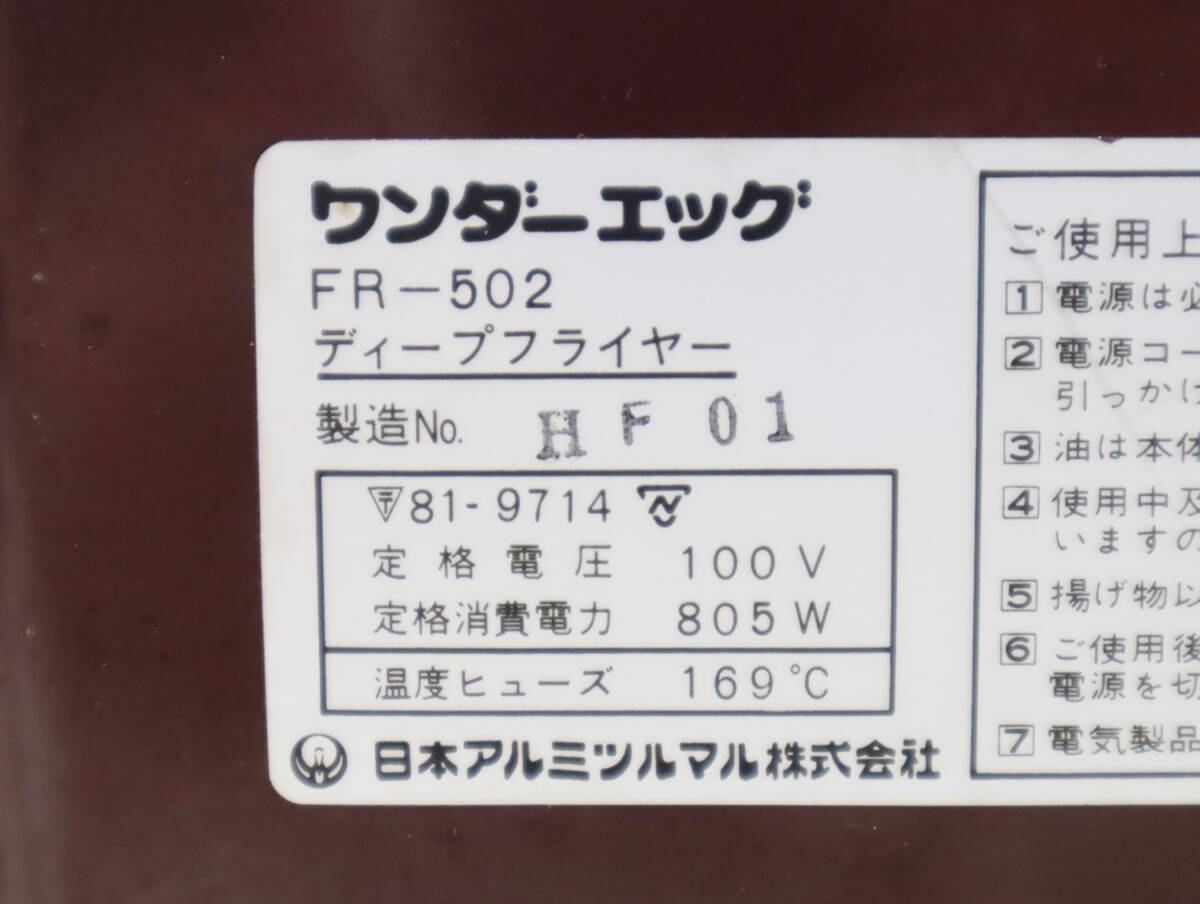 ワンダーエッグ
FR-502
ディープフライヤー
製造No. HF 01
〒81-9714
定格電圧 100V
定格消費電力 805W
温度ヒューズ 169℃
日本アルミツルマル株式会社
ご使用上
1 電源は必
2 電源コー
引っかけ
3 油は本体
4 使用中及
いますの
5 揚げ物以
6 ご使用後
電源を切
7 電気製品